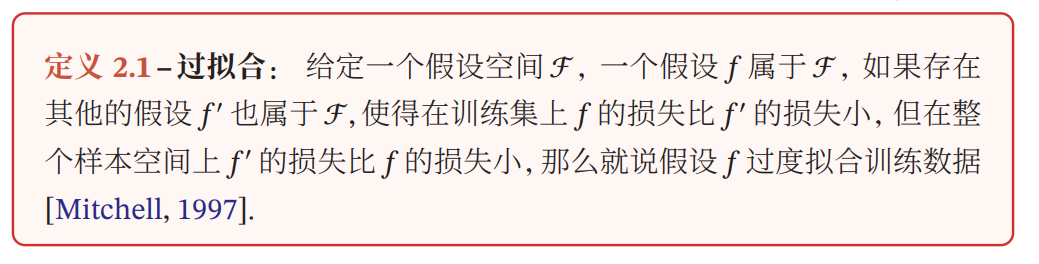 定义 2.1 – 过拟合： 给定一个假设空间 ℱ，一个假设 f 属于 ℱ，如果存在
其他的假设 f′ 也属于 ℱ, 使得在训练集上 f 的损失比 f′ 的损失小, 但在整
个样本空间上 f′ 的损失比 f 的损失小, 那么就说假设 f 过度拟合训练数据
[Mitchell, 1997].